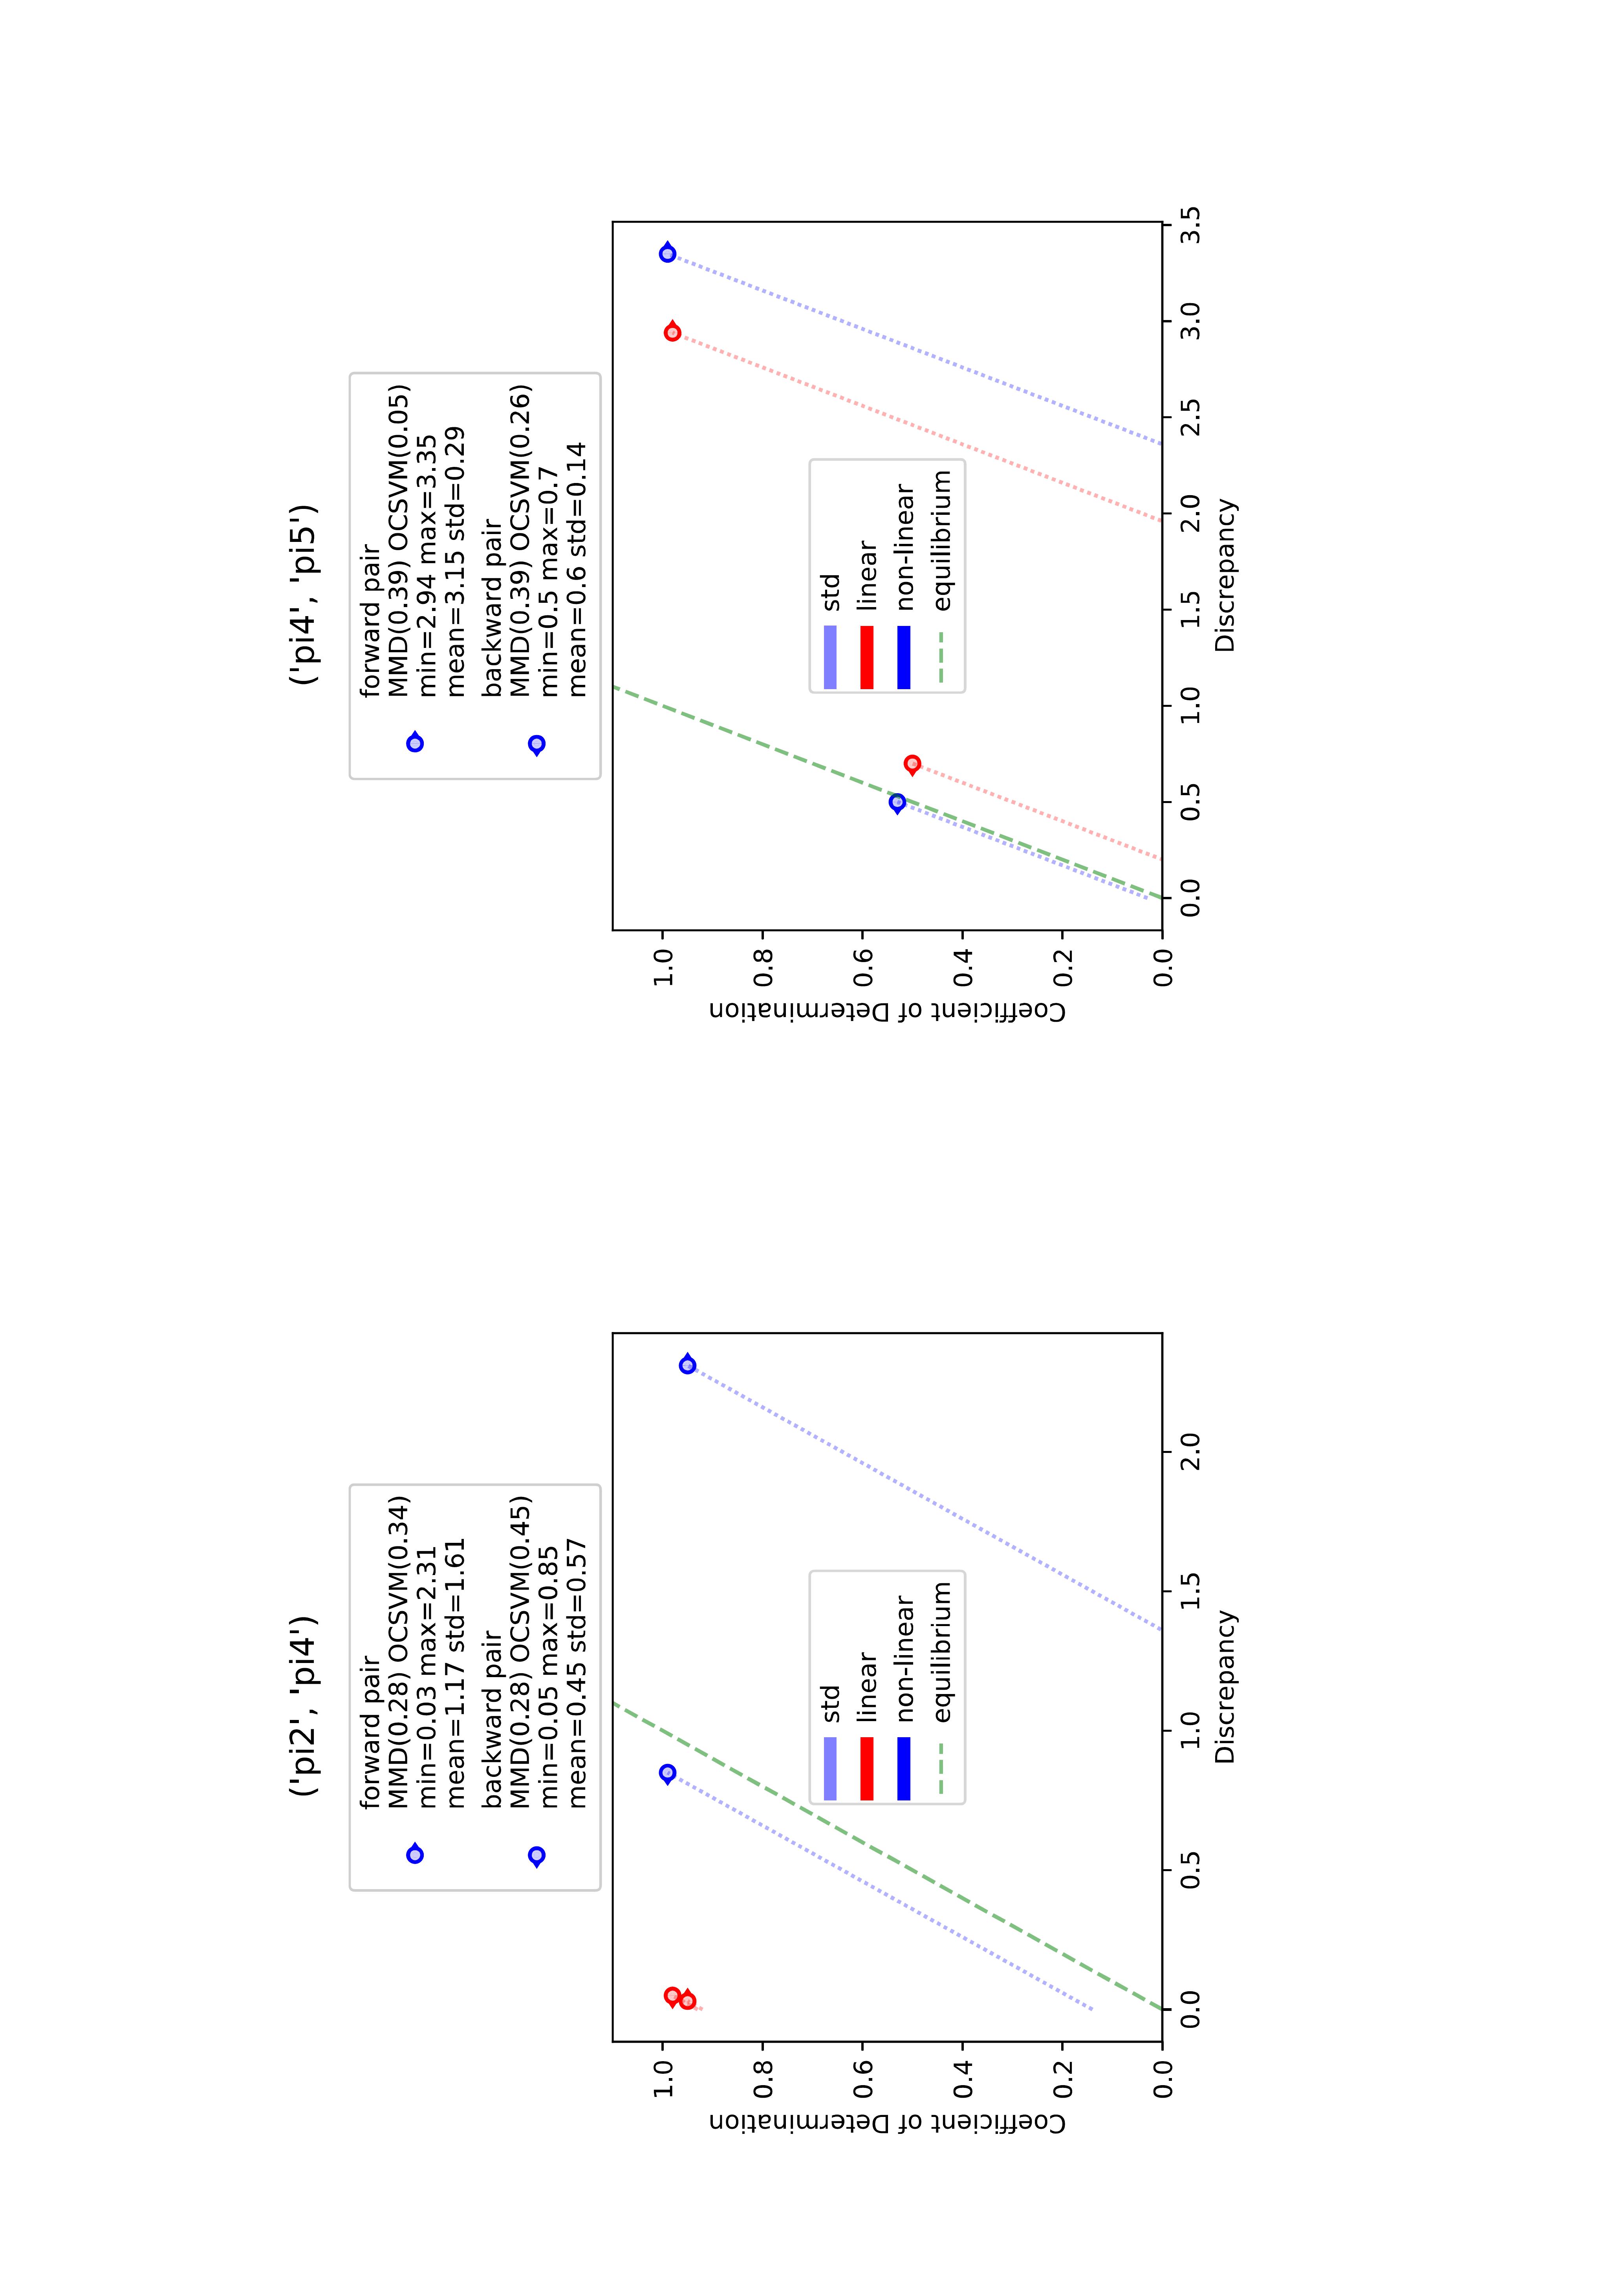 ('pi2', 'pi4')
forward pair
MMD(0.28) OCSVM(0.34)
min=0.03 max=2.31
mean=1.17 std=1.61
backward pair
MMD(0.28) OCSVM(0.45)
min=0.05 max=0.85
mean=0.45 std=0.57
1.0
0.8
0.6
0.4
0.2
0.0
Coefficient of Determination
std
linear
non-linear
equilibrium
0.0 0.5 1.0 1.5 2.0
Discrepancy
('pi4', 'pi5')
forward pair
MMD(0.39) OCSVM(0.05)
min=2.94 max=3.35
mean=3.15 std=0.29
backward pair
MMD(0.39) OCSVM(0.26)
min=0.5 max=0.7
mean=0.6 std=0.14
1.0
0.8
0.6
0.4
0.2
0.0
Coefficient of Determination
std
linear
non-linear
equilibrium
0.0 0.5 1.0 1.5 2.0 2.5 3.0 3.5
Discrepancy